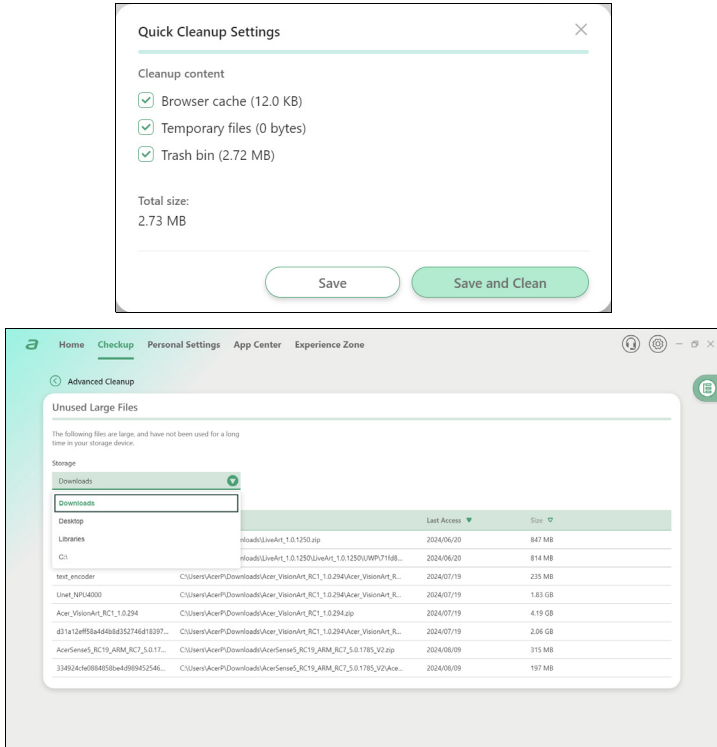 Quick Cleanup Settings
Cleanup content
Browser cache (12.0 KB)
Temporary files (0 bytes)
Trash bin (2.72 MB)
Total size:
2.73 MB
Save
Save and Clean
a Home Checkup Personal Settings App Center Experience Zone
Advanced Cleanup
Unused Large Files
The following files are large, and have not been used for a long
time in your storage device.
Storage
Downloads
Downloads
Desktop
Libraries
C:\
Last Access Size
nloads\LiveArt_1.0.1250.zip 2024/06/20 847 MB
nloads\LiveArt_1.0.1250\LiveArt_1.0.1250\UWP\71fd8... 2024/06/20 814 MB
text_encoder C:\Users\AcerP\Downloads\Acer_VisionArt_RC1_1.0.294\Acer_VisionArt_R... 2024/07/19 235 MB
Unet_NPU4000 C:\Users\AcerP\Downloads\Acer_VisionArt_RC1_1.0.294\Acer_VisionArt_R... 2024/07/19 1.83 GB
Acer_VisionArt_RC1_1.0.294 C:\Users\AcerP\Downloads\Acer_VisionArt_RC1_1.0.294.zip 2024/07/19 4.19 GB
d31a12eff58a4d4b8d352746d18397... C:\Users\AcerP\Downloads\Acer_VisionArt_RC1_1.0.294\Acer_VisionArt_R... 2024/07/19 2.06 GB
AcerSense5_RC19_ARM_RC7_5.0.17... C:\Users\AcerP\Downloads\AcerSense5_RC19_ARM_RC7_5.0.1785_V2.zip 2024/08/09 315 MB
334924cfe0884858be4d989452546... C:\Users\AcerP\Downloads\AcerSense5_RC19_ARM_RC7_5.0.1785_V2\Ace... 2024/08/09 197 MB